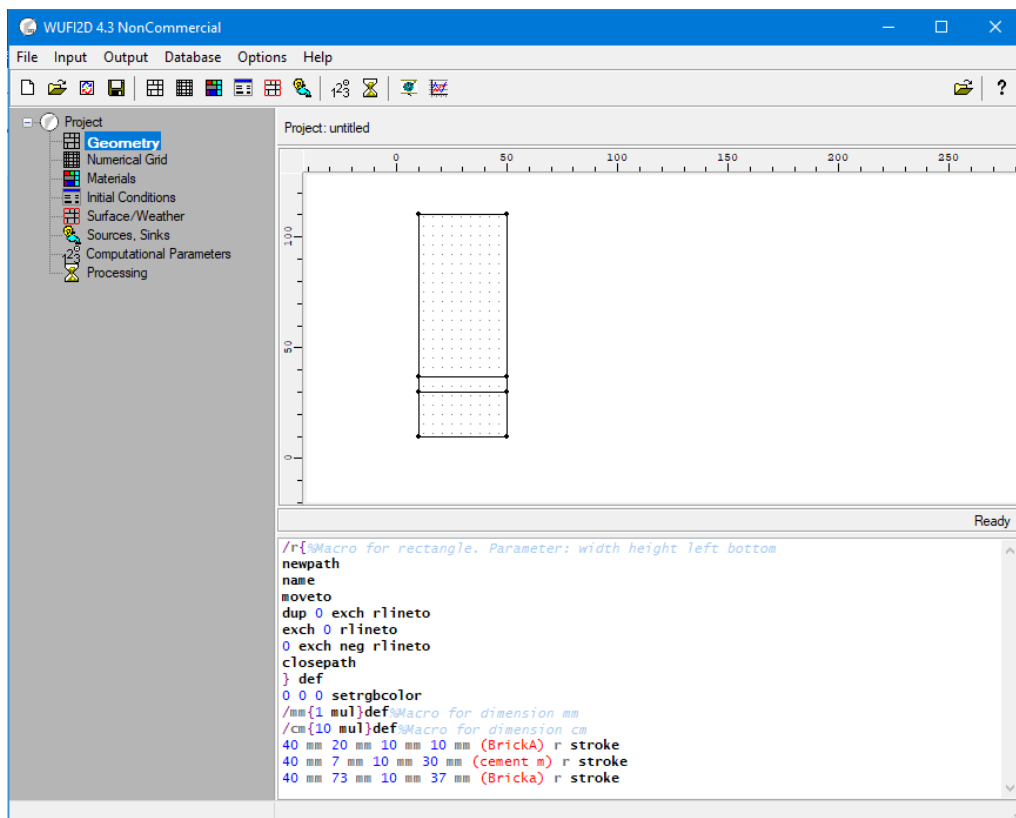 WUFI2D 4.3 NonCommercial
File Input Output Database Options Help
123
?
Project
Geometry
Numerical Grid
Materials
Initial Conditions
Surface/Weather
Sources, Sinks
123 Computational Parameters
Processing
Project: untitled
0 50 100 150 200 250
100
50
0
Ready
/r{%Macro for rectangle. Parameter: width height left bottom
newpath
name
moveto
dup 0 exch rlineto
exch 0 rlineto
0 exch neg rlineto
closepath
} def
0 0 0 setrgbcolor
/mm{1 mul}def%Macro for dimension mm
/cm{10 mul}def%Macro for dimension cm
40 mm 20 mm 10 mm 10 mm (BrickA) r stroke
40 mm 7 mm 10 mm 30 mm (cement m) r stroke
40 mm 73 mm 10 mm 37 mm (Bricka) r stroke